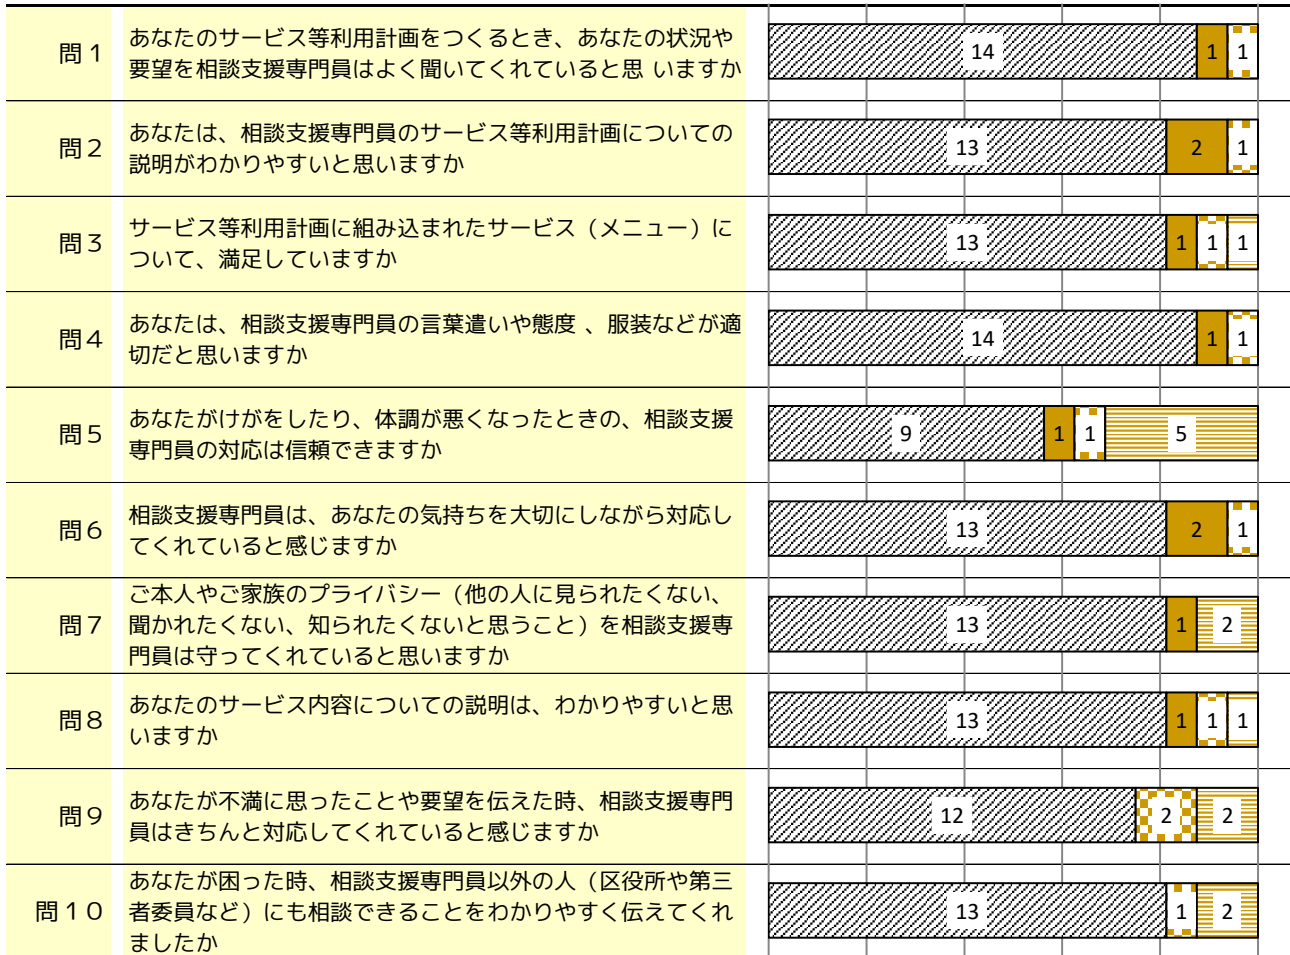 問１ あなたのサービス等利用計画をつくるとき、あなたの状況や
要望を相談支援専門員はよく聞いてくれていると思 いますか
14 1 1
問２ あなたは、相談支援専門員のサービス等利用計画についての
説明がわかりやすいと思いますか
13 2 1
問３ サービス等利用計画に組み込まれたサービス（メニュー）に
ついて、満足していますか
13 1 1 1
問４ あなたは、相談支援専門員の言葉遣いや態度 、服装などが適
切だと思いますか
14 1 1
問５ あなたがけがをしたり、体調が悪くなったときの、相談支援
専門員の対応は信頼できますか
9 1 1 5
問６ 相談支援専門員は、あなたの気持ちを大切にしながら対応し
てくれていると感じますか
13 2 1
問７ ご本人やご家族のプライバシー（他の人に見られたくない、
聞かれたくない、知られたくないと思うこと）を相談支援専
門員は守ってくれていると思いますか
13 1 2
問８ あなたのサービス内容についての説明は、わかりやすいと思
いますか
13 1 1 1
問９ あなたが不満に思ったことや要望を伝えた時、相談支援専門
員はきちんと対応してくれていると感じますか
12 2 2
問１０ あなたが困った時、相談支援専門員以外の人（区役所や第三
者委員など）にも相談できることをわかりやすく伝えてくれ
ましたか
13 1 2